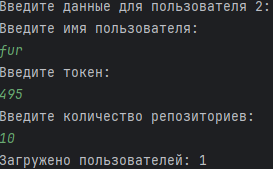 Введите данные для пользователя 2:
Введите имя пользователя:
fur
Введите токен:
495
Введите количество репозиториев:
10
Загружено пользователей: 1